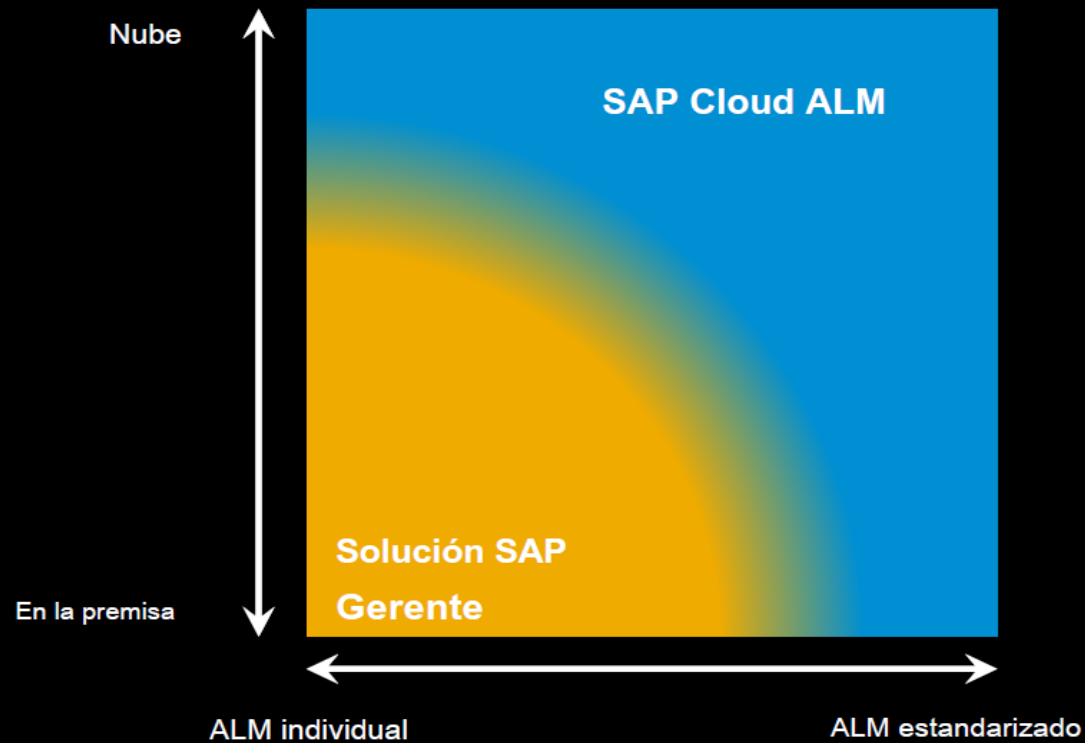 Nube
SAP Cloud ALM
Solución SAP
Gerente
En la premisa
ALM individual
ALM estandarizado